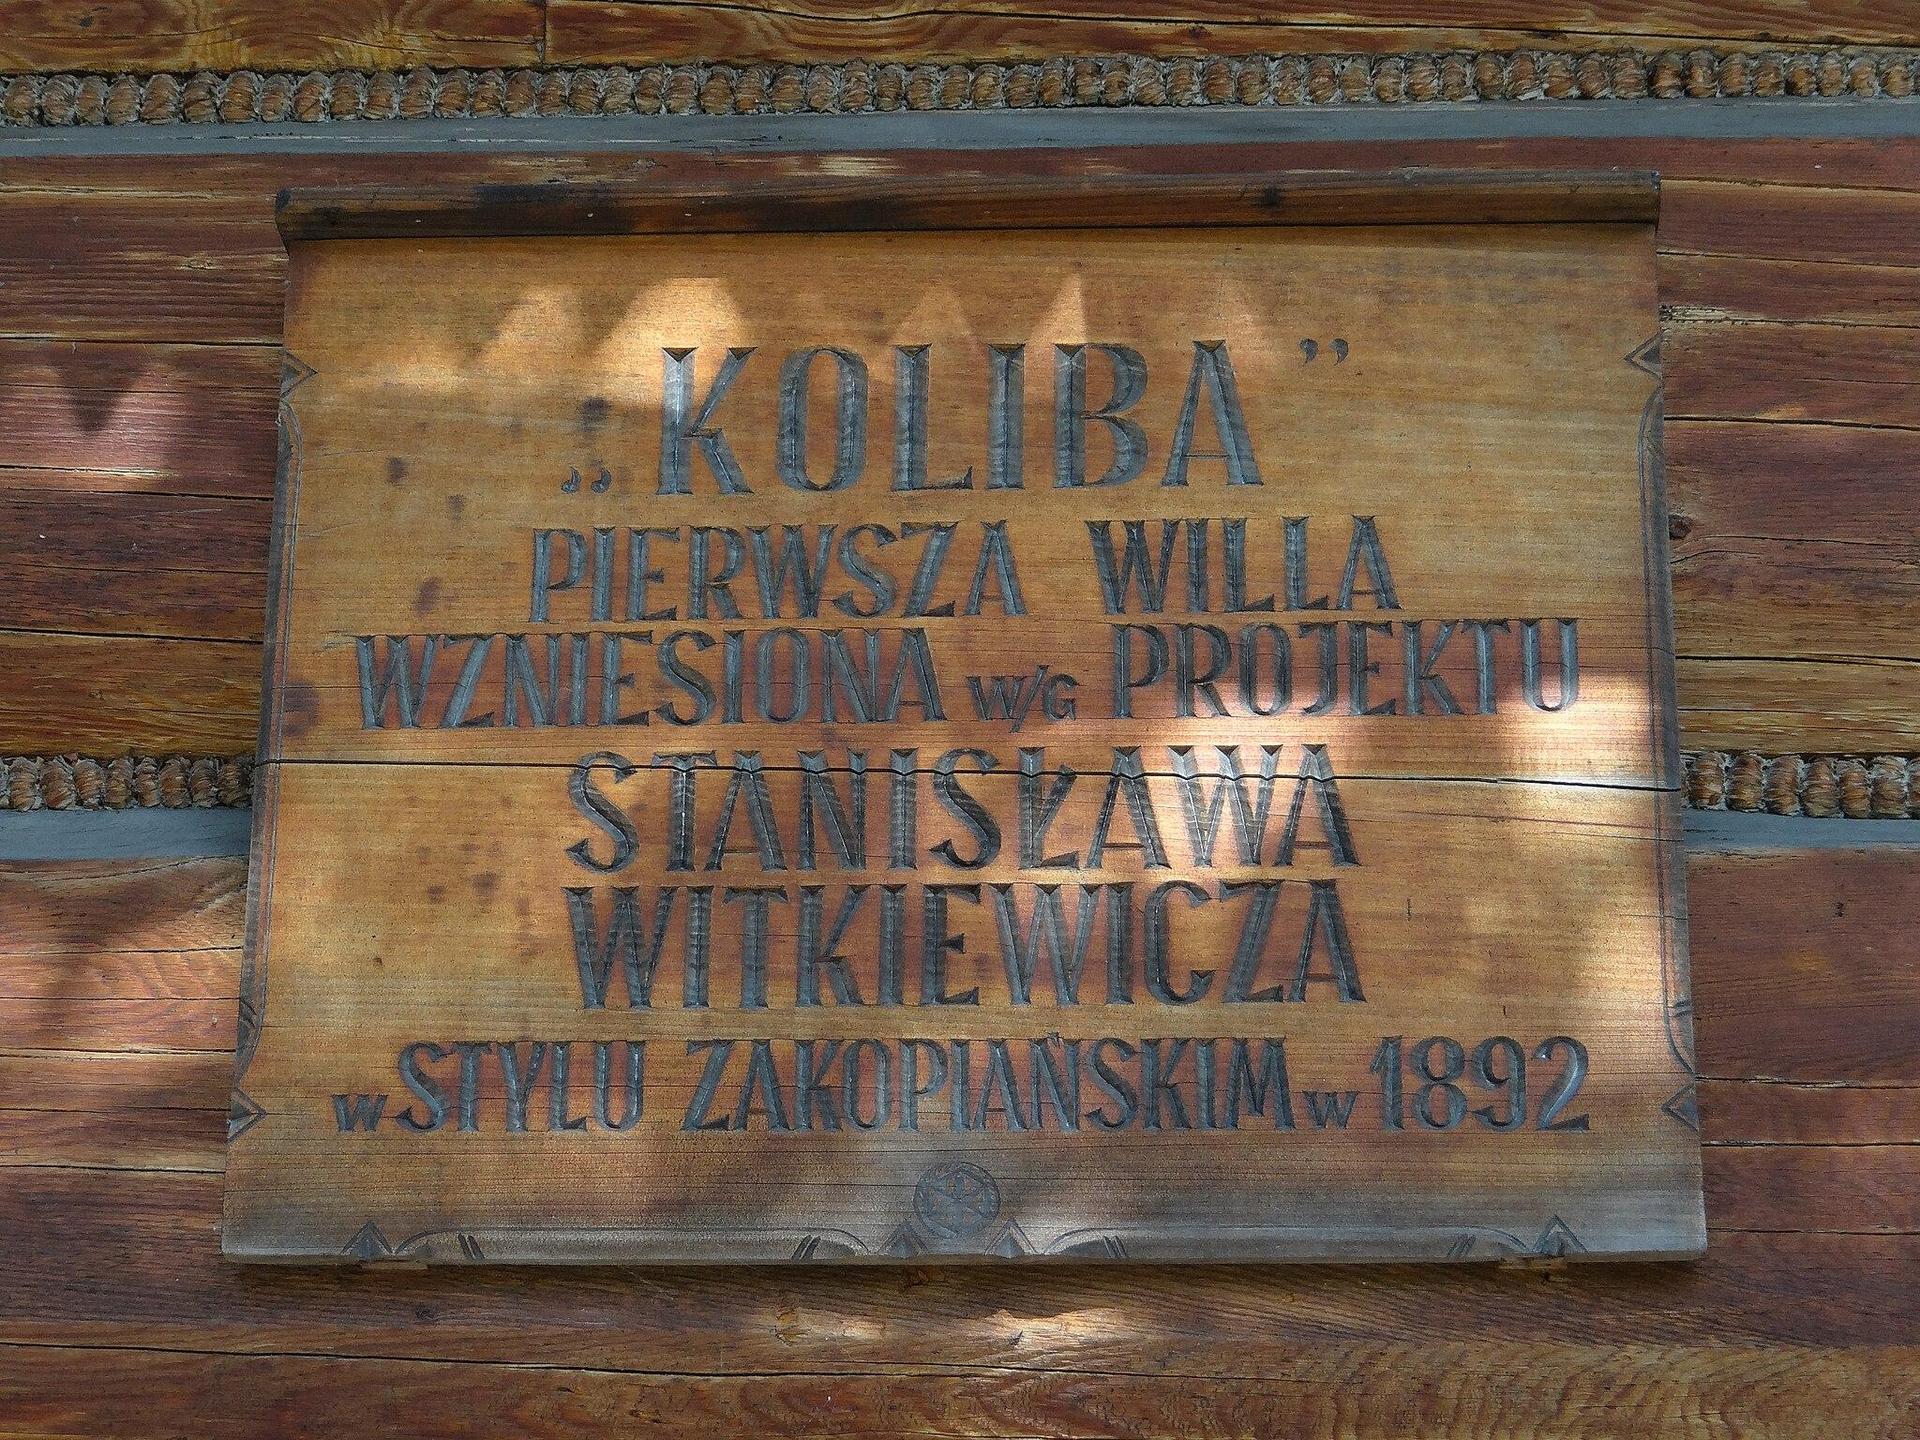 „KOLIBA”
PIERWSZA WILLA
WZNIESIONA W/G PROJEKTU
STANISŁAWA
WITKIEWICZA
W STYLU ZAKOPIAŃSKIM W 1892